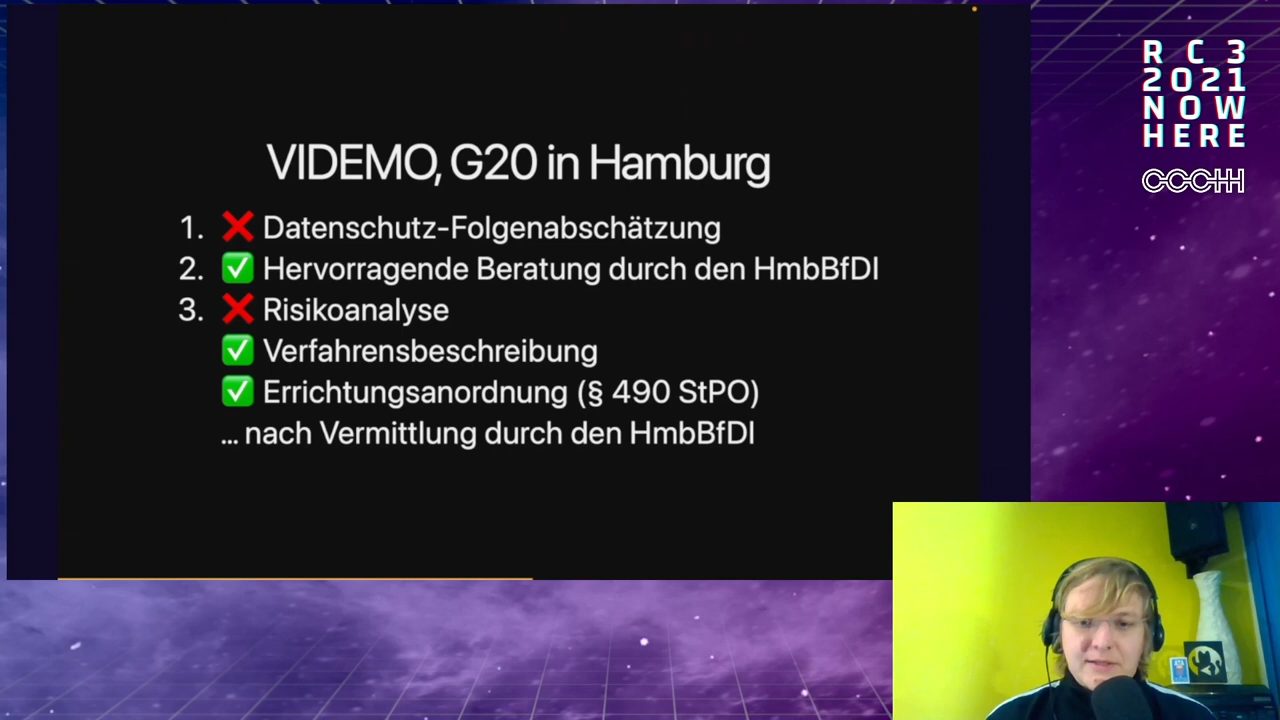 VIDEMO, G20 in Hamburg
1. ❌ Datenschutz-Folgenabschätzung
2. ✅ Hervorragende Beratung durch den HmbBfDI
3. ❌ Risikoanalyse
✅ Verfahrensbeschreibung
✅ Errichtungsanordnung (§ 490 StPO)
… nach Vermittlung durch den HmbBfDI
R C 3
2021
NOW
HERE
CCCHH